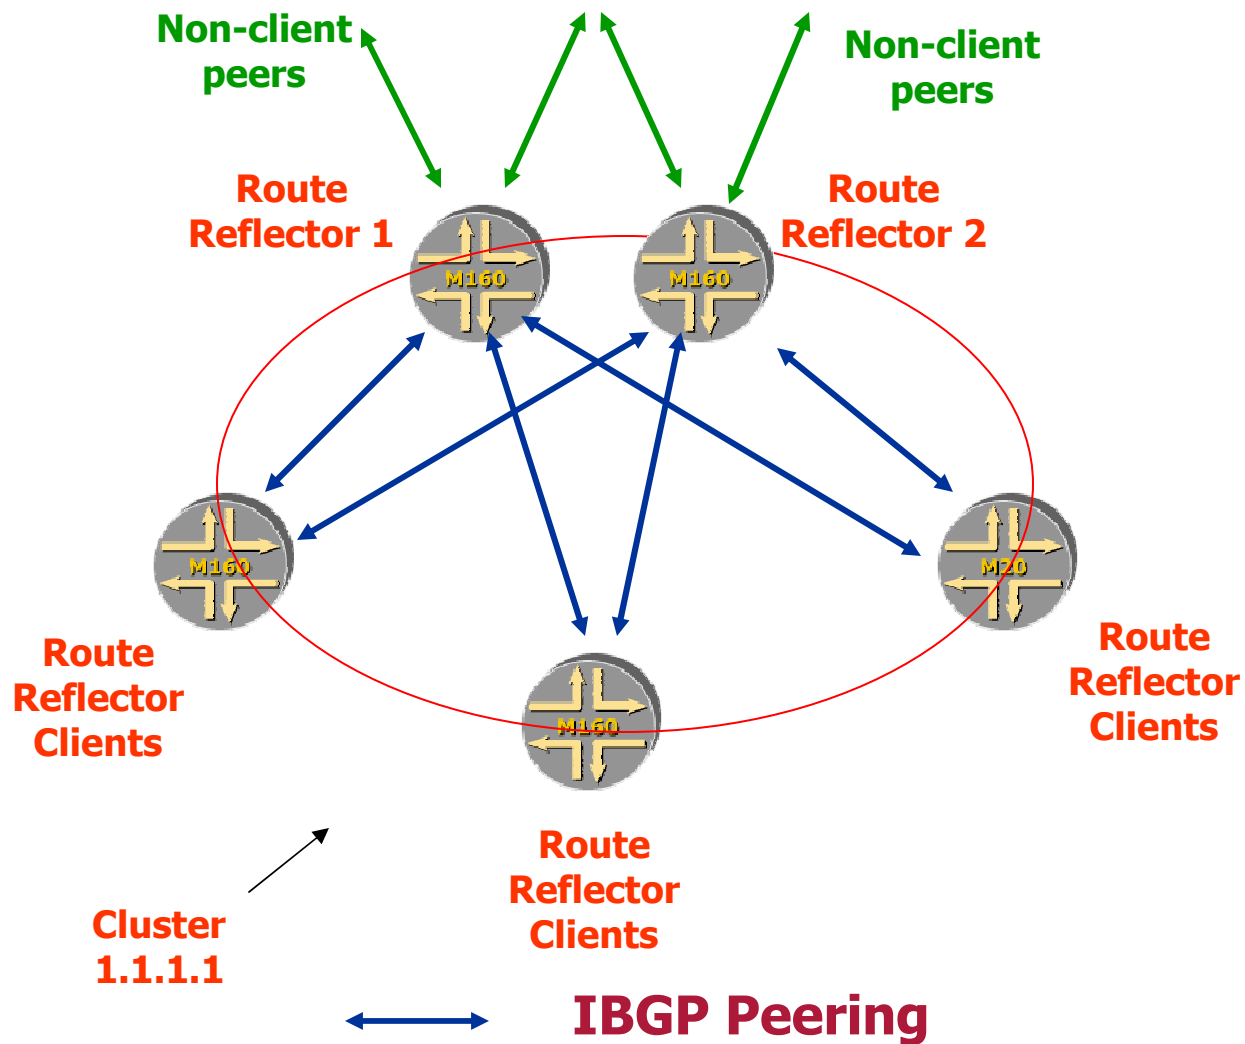 Non-client
peers
Non-client
peers
Route
Reflector 1
Route
Reflector 2
M160
M160
M160
M20
M160
Route
Reflector
Clients
Route
Reflector
Clients
Route
Reflector
Clients
Cluster
1.1.1.1
IBGP Peering